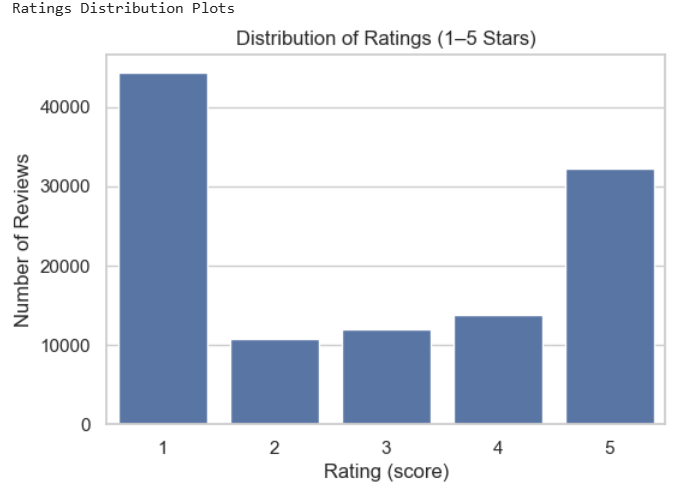 Ratings Distribution Plots
Distribution of Ratings (1–5 Stars)
40000
30000
20000
10000
0
Number of Reviews
1 2 3 4 5
Rating (score)